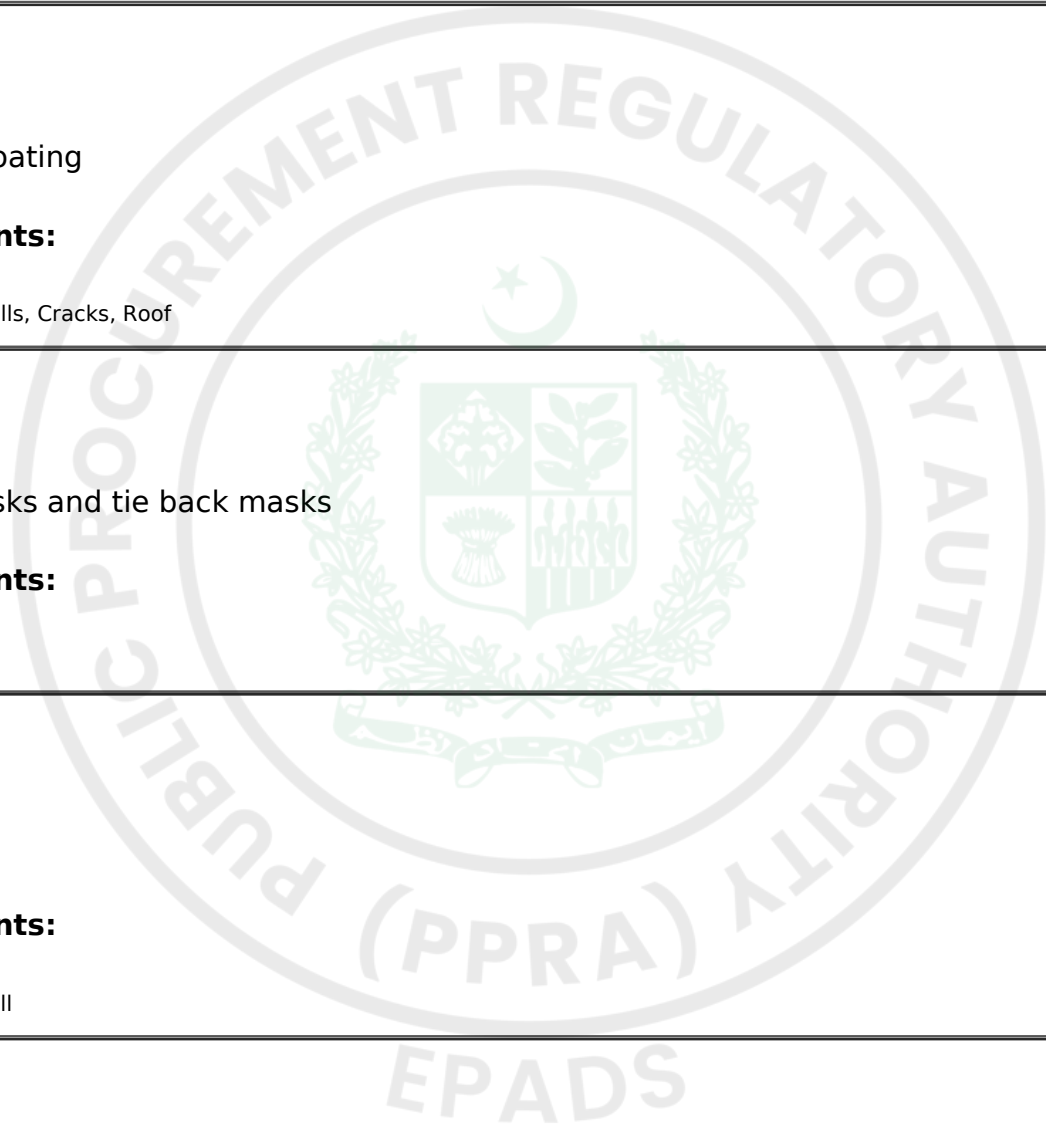 oating
nts:
lls, Cracks, Roof
sks and tie back masks
nts:
nts:
ll
PUBLIC PROCUREMENT REGULATORY AUTHORITY
(PPRA)
EPADS